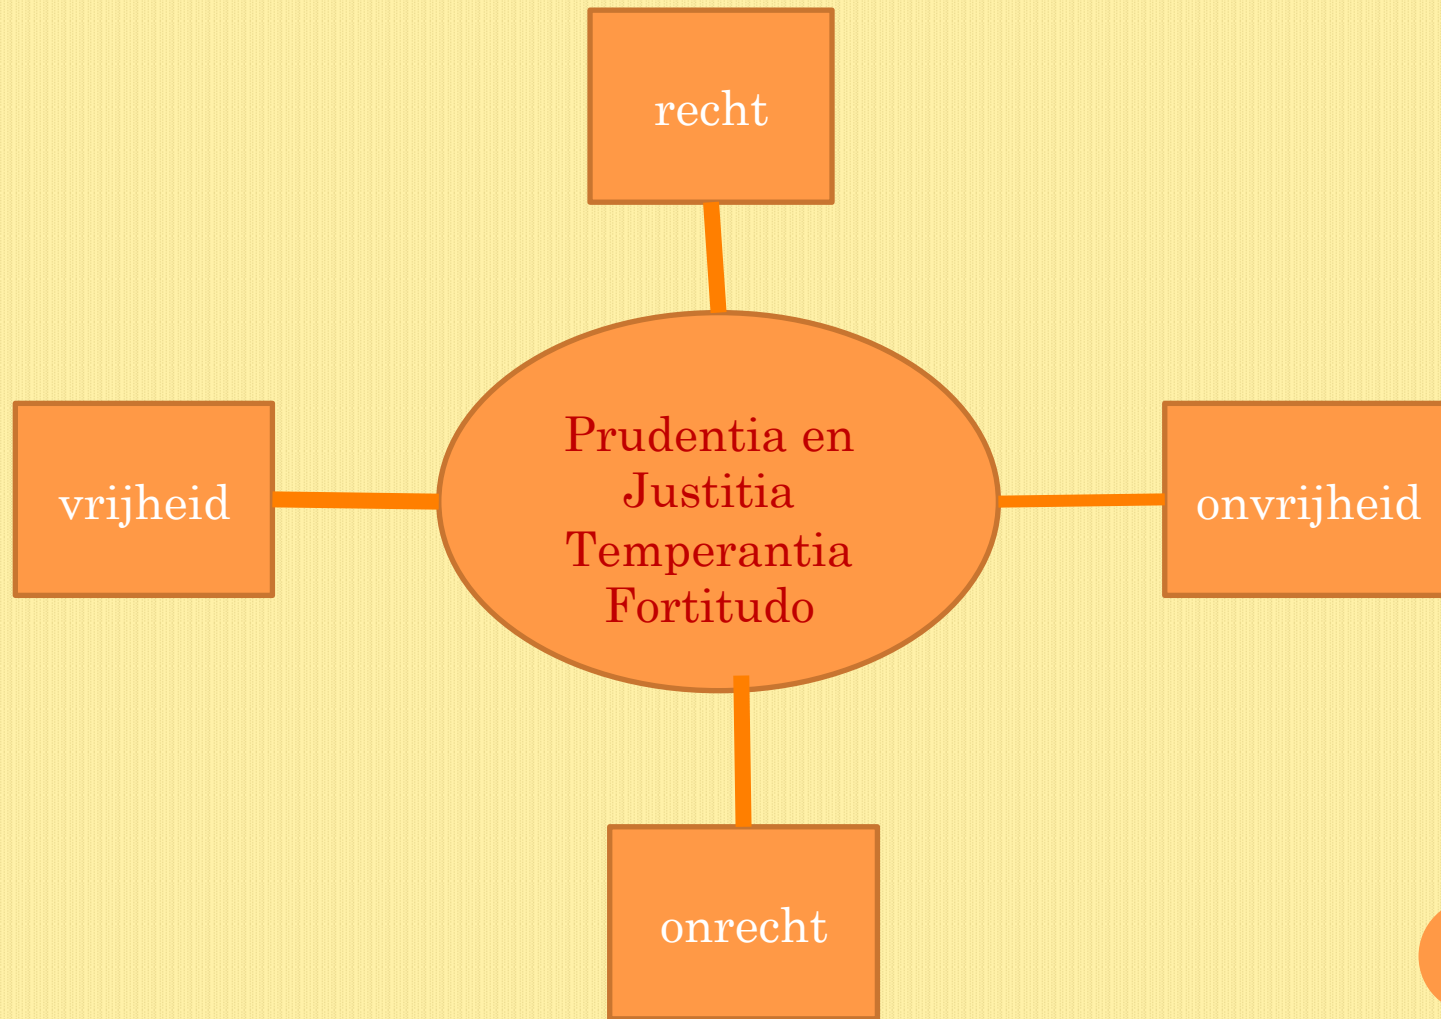 recht
vrijheid
Prudentia en
Justitia
Temperantia
Fortitudo
onvrijheid
onrecht